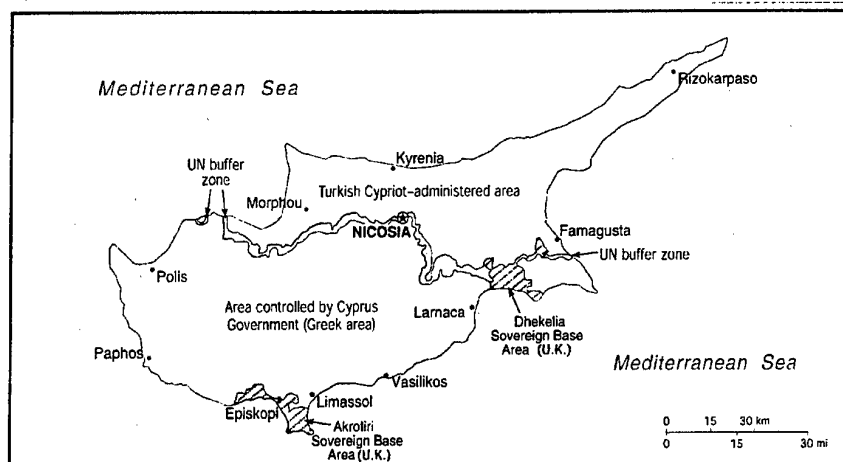 Mediterranean Sea
Rizokarpaso
Kyrenia
UN buffer
zone
Turkish Cypriot-administered area
Morphou
NICOSIA
Famagusta
UN buffer zone
Polis
Area controlled by Cyprus
Government (Greek area)
Larnaca
Dhekelia
Sovereign Base
Area (U.K.)
Paphos
Mediterranean Sea
Vasilikos
Episkopi
Limassol
Akrotiri
Sovereign Base
Area (U.K.)
0 15 30 km
0 15 30 mi